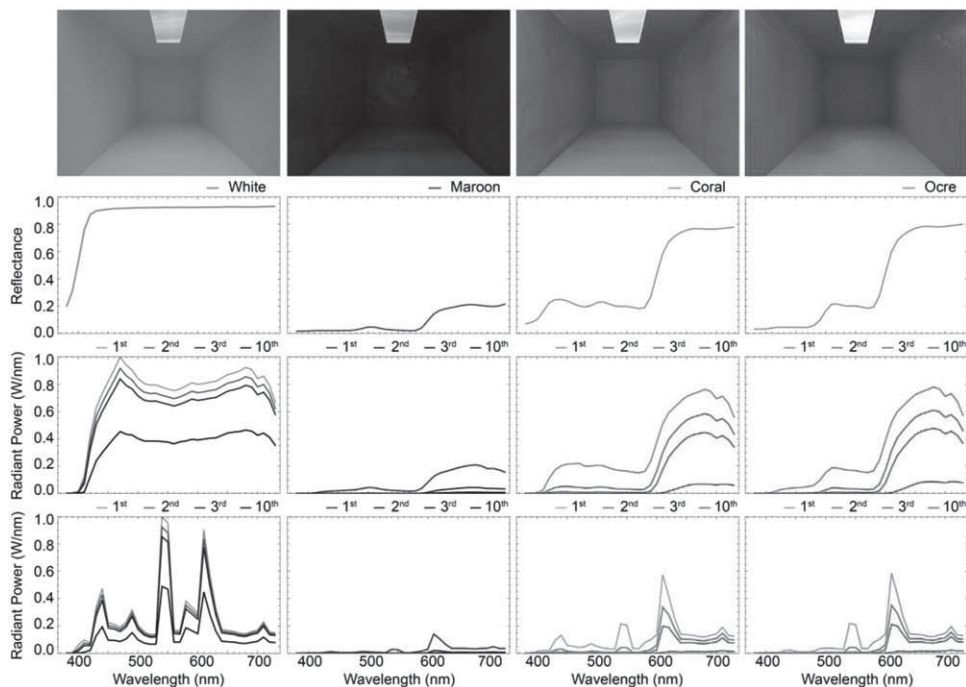 White
Maroon
Coral
Ocre
Reflectance
1.0
0.8
0.6
0.4
0.2
0.0
1st 2nd 3rd 10th
1st 2nd 3rd 10th
1st 2nd 3rd 10th
1st 2nd 3rd 10th
Radiant Power (W/nm)
1.0
0.8
0.6
0.4
0.2
0.0
1st 2nd 3rd 10th
1st 2nd 3rd 10th
1st 2nd 3rd 10th
1st 2nd 3rd 10th
Radiant Power (W/nm)
1.0
0.8
0.6
0.4
0.2
0.0
400 500 600 700
400 500 600 700
400 500 600 700
400 500 600 700
Wavelength (nm)
Wavelength (nm)
Wavelength (nm)
Wavelength (nm)